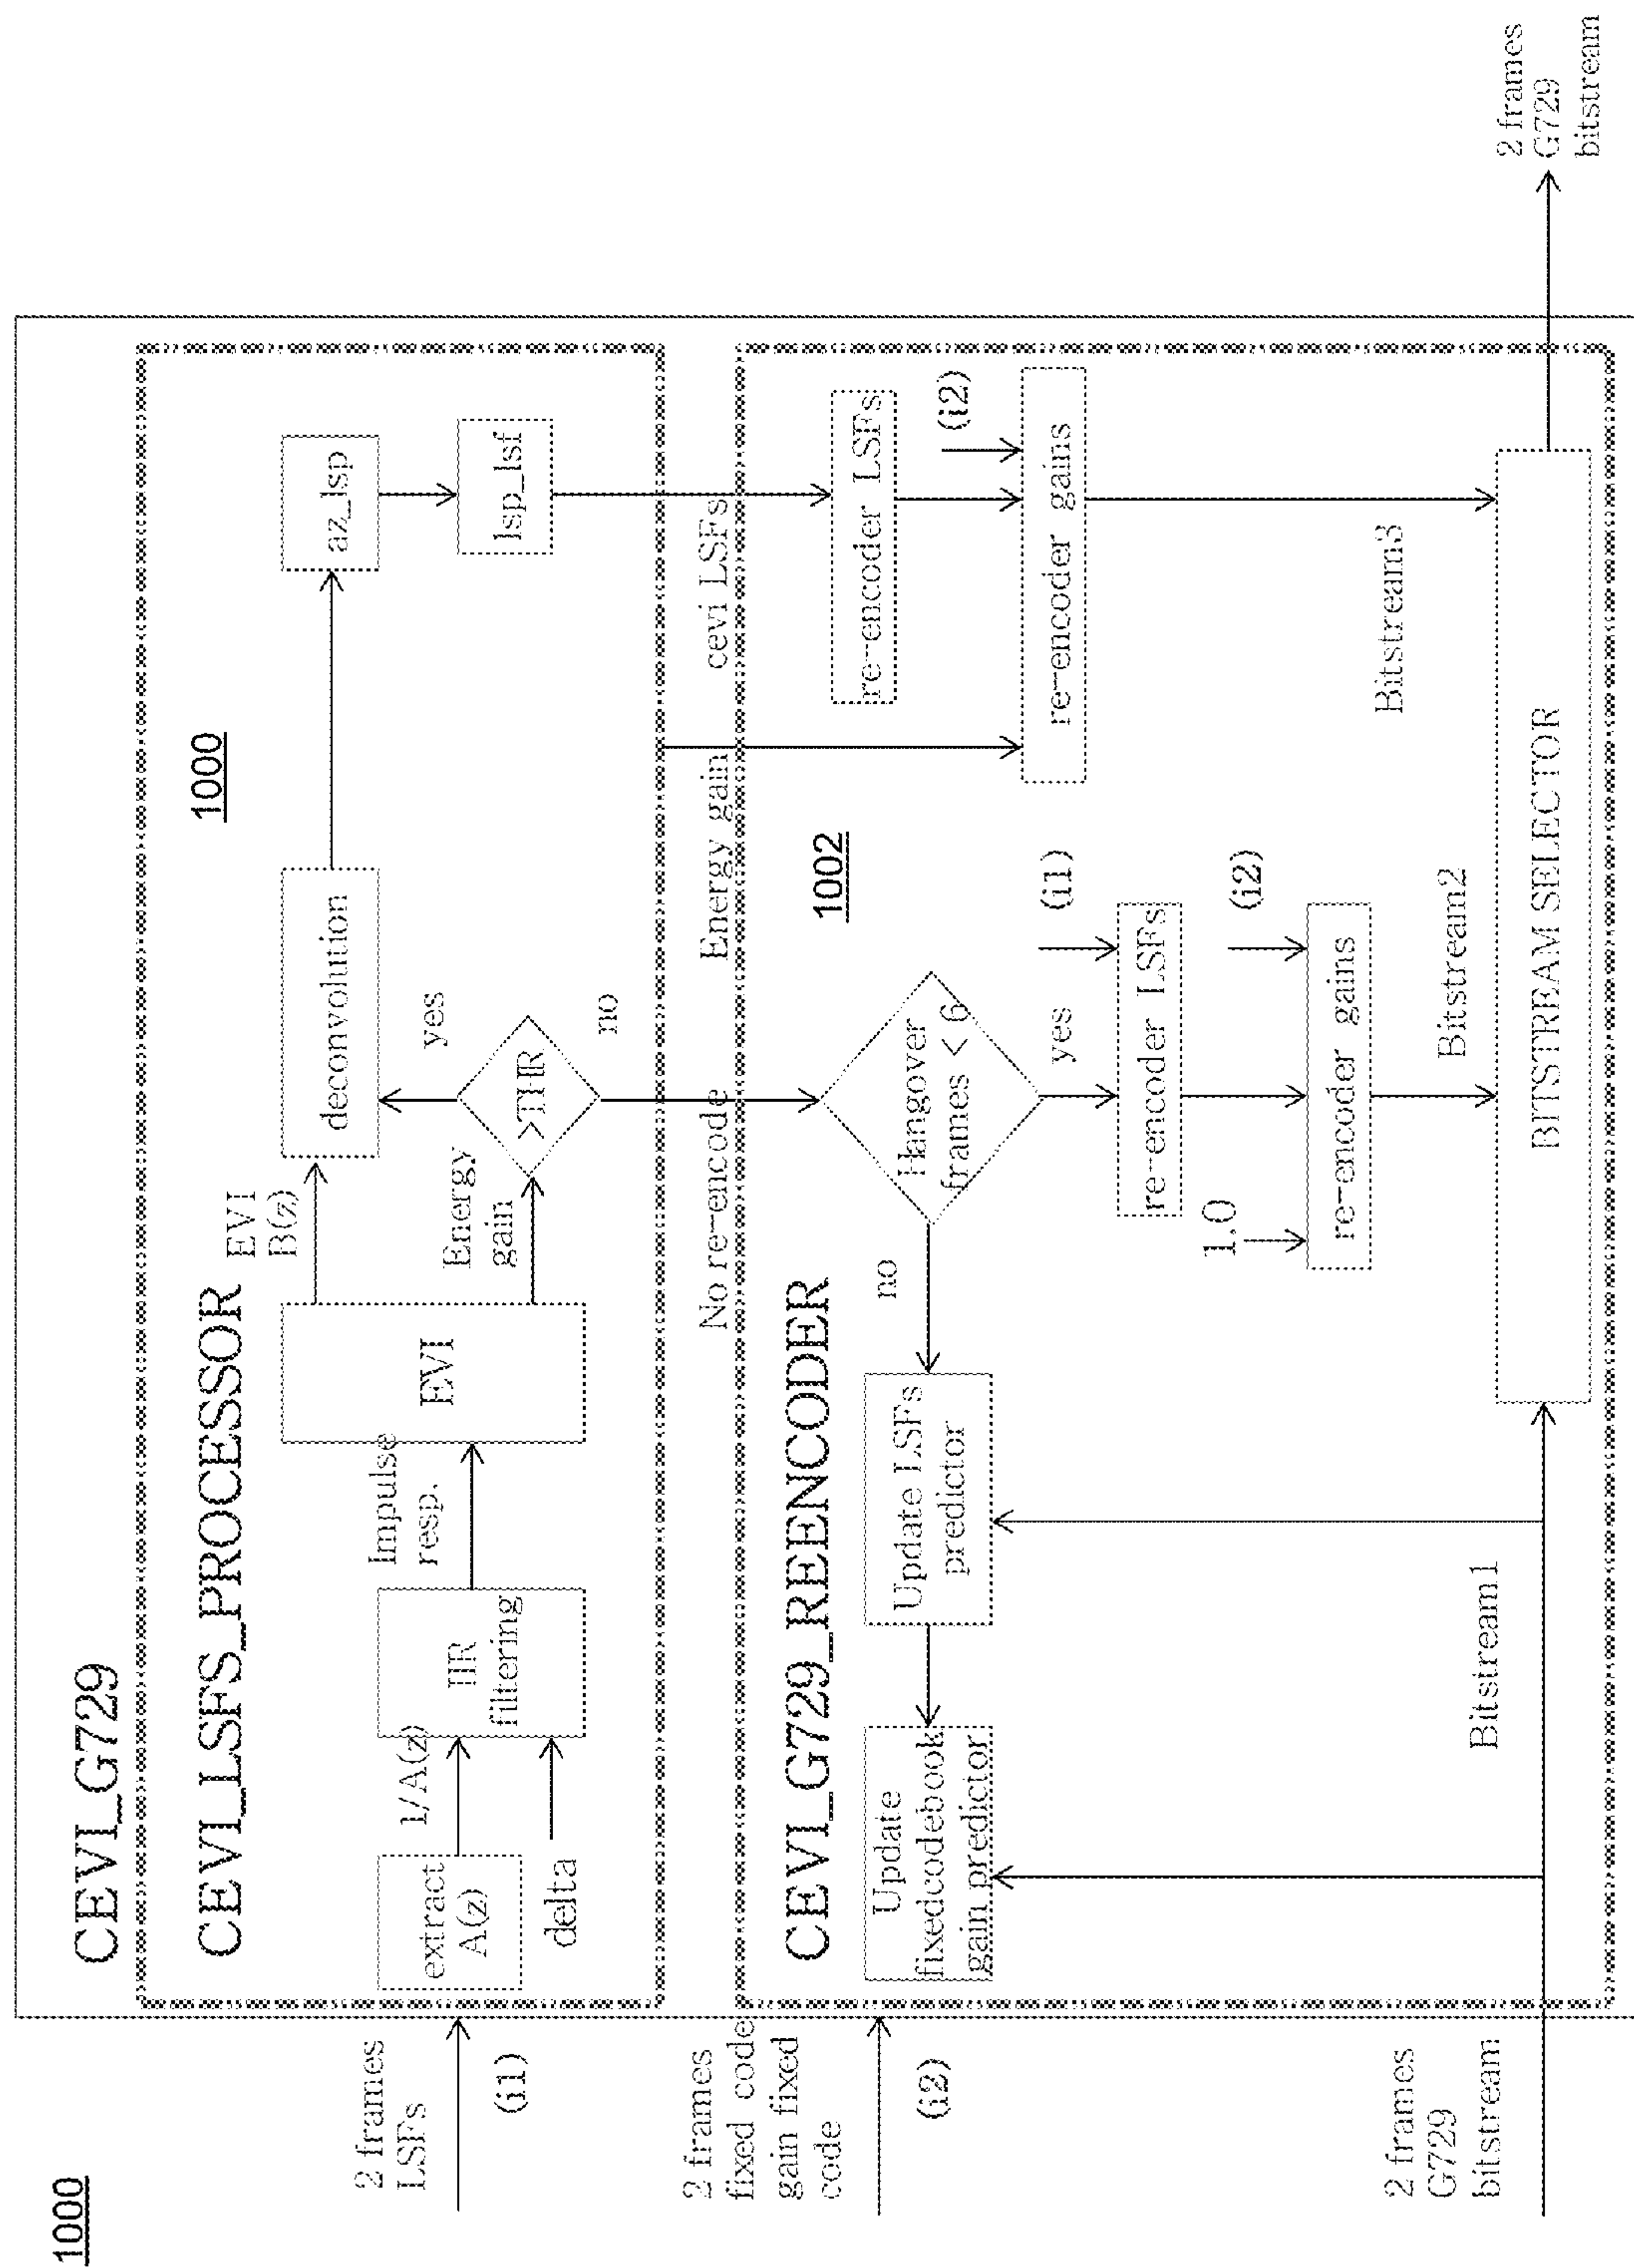 1000
CEVI_G729
CEVI_LSFS_PROCESSOR
1000
2 frames
LSFs
(i1)
extract
A(z)
1/A(z)
delta
IIR
filtering
Impulse
resp.
EVI
EVI
B(z)
Energy
gain
>THR
yes
no
deconvolution
az_lsp
lsp_lsf
No re-encode
Energy gain
cevi LSFs
CEVI_G729_REENCODER
1002
2 frames
fixed code
gain fixed
code
(i2)
Update
fixedcodebook
gain predictor
Update LSFs
predictor
no
Hangover
frames < 6
yes
(i1)
re-encoder LSFs
1.0
(i2)
re-encoder gains
Bitstream2
re-encoder LSFs
(i2)
re-encoder gains
Bitstream3
Bitstream1
BITSTREAM SELECTOR
2 frames
G729
bitstream
2 frames
G729
bitstream